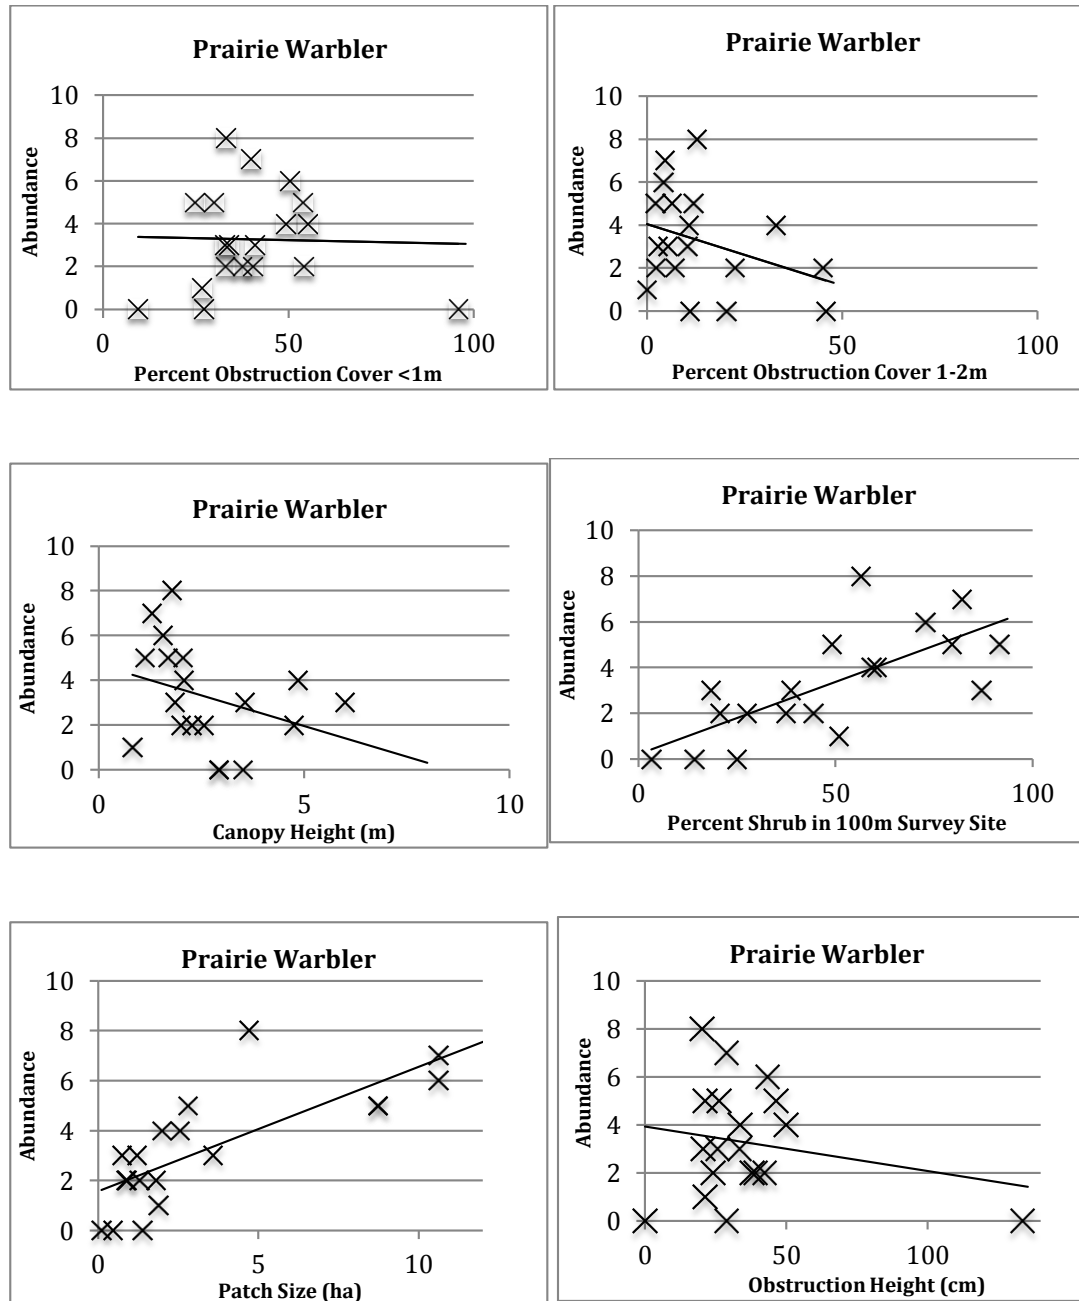 Prairie Warbler
10
8
6
4
2
0
0 50 100
Abundance
Percent Obstruction Cover <1m
Prairie Warbler
10
8
6
4
2
0
0 50 100
Abundance
Percent Obstruction Cover 1-2m
Prairie Warbler
10
8
6
4
2
0
0 5 10
Abundance
Canopy Height (m)
Prairie Warbler
10
8
6
4
2
0
0 50 100
Abundance
Percent Shrub in 100m Survey Site
Prairie Warbler
10
8
6
4
2
0
0 5 10
Abundance
Patch Size (ha)
Prairie Warbler
10
8
6
4
2
0
0 50 100
Abundance
Obstruction Height (cm)